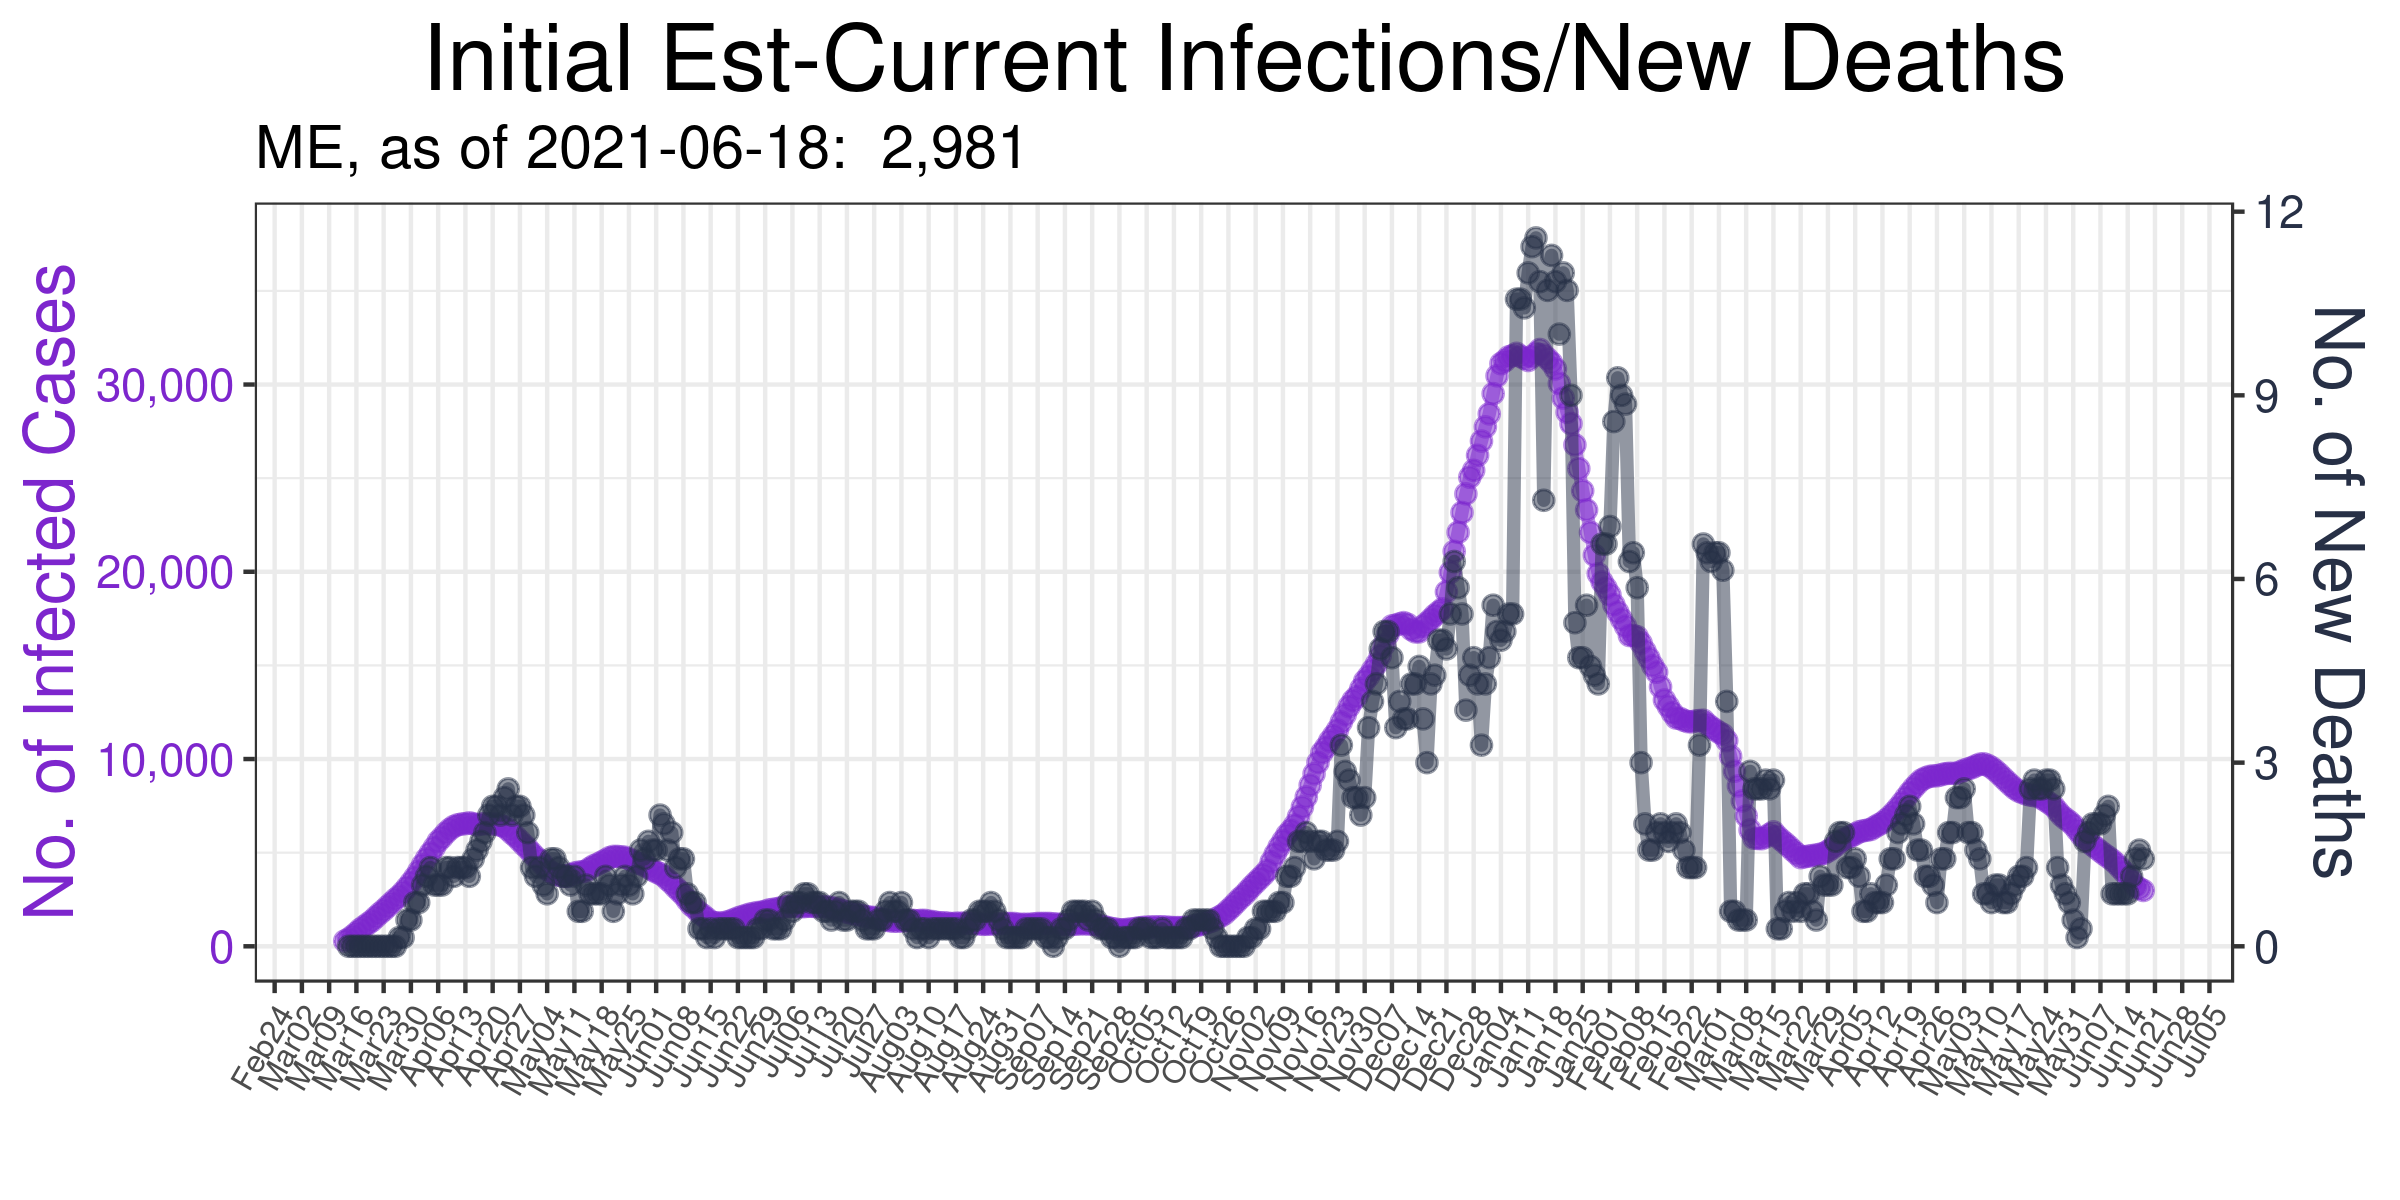 Initial Est-Current Infections/New Deaths
ME, as of 2021-06-18:  2,981
No. of Infected Cases
30,000
20,000
10,000
0
12
9
6
3
0
No. of New Deaths
Feb24
Mar02
Mar09
Mar16
Mar23
Mar30
Apr06
Apr13
Apr20
Apr27
May04
May11
May18
May25
Jun01
Jun08
Jun15
Jun22
Jun29
Jul06
Jul13
Jul20
Jul27
Aug03
Aug10
Aug17
Aug24
Aug31
Sep07
Sep14
Sep21
Sep28
Oct05
Oct12
Oct19
Oct26
Nov02
Nov09
Nov16
Nov23
Nov30
Dec07
Dec14
Dec21
Dec28
Jan04
Jan11
Jan18
Jan25
Feb01
Feb08
Feb15
Feb22
Mar01
Mar08
Mar15
Mar22
Mar29
Apr05
Apr12
Apr19
Apr26
May03
May10
May17
May24
May31
Jun07
Jun14
Jun21
Jun28
Jul05